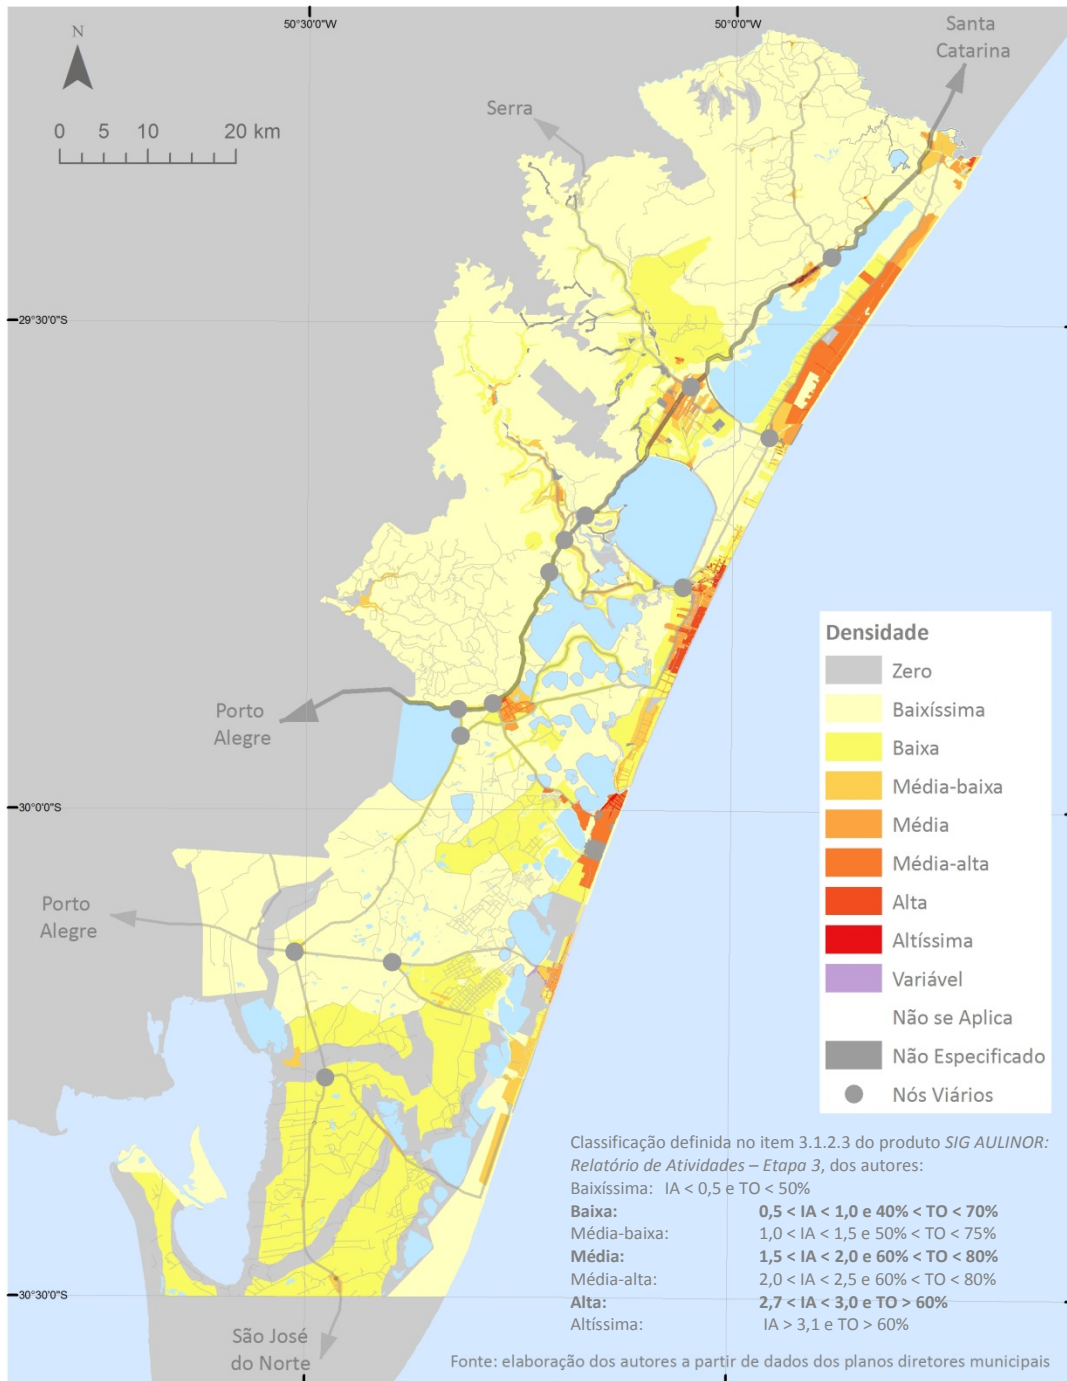 50°30'0"W
50°0'0"W
N
Santa
Catarina
0 5 10 20 km
Serra
29°30'0"S
Densidade
Zero
Baixíssima
Baixa
Média-baixa
Média
Média-alta
Alta
Altíssima
Variável
Não se Aplica
Não Especificado
Nós Viários
Porto
Alegre
30°0'0"S
Porto
Alegre
Classificação definida no item 3.1.2.3 do produto SIG AULINOR:
Relatório de Atividades – Etapa 3, dos autores:
Baixíssima: IA < 0,5 e TO < 50%
Baixa: 0,5 < IA < 1,0 e 40% < TO < 70%
Média-baixa: 1,0 < IA < 1,5 e 50% < TO < 75%
Média: 1,5 < IA < 2,0 e 60% < TO < 80%
Média-alta: 2,0 < IA < 2,5 e 60% < TO < 80%
Alta: 2,7 < IA < 3,0 e TO > 60%
Altíssima: IA > 3,1 e TO > 60%
30°30'0"S
São José
do Norte
Fonte: elaboração dos autores a partir de dados dos planos diretores municipais